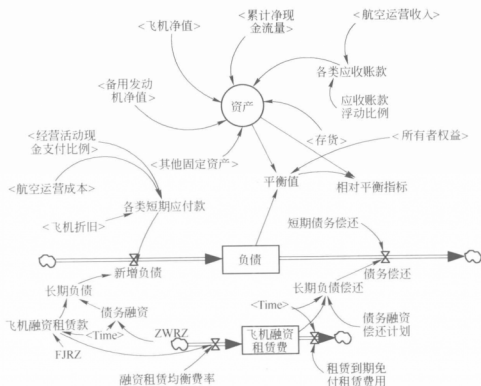 <累计净现
金流量>
<航空运营收入>
<飞机净值>
各类应收账款
<备用发动
机净值>
资产
应收账款
浮动比例
<经营活动现
金支付比例>
<存货>
<所有者权益>
<其他固定资产>
平衡值
相对平衡指标
<航空运营成本>
各类短期应付款
<飞机折旧>
短期债务偿还
负债
新增负债
债务偿还
长期负债
长期负债偿还
债务融资
<Time>
飞机融资租赁款
<Time>
ZWRZ
飞机融资
租赁费
债务融资
偿还计划
FJRZ
融资租赁均衡费率
租赁到期免
付租赁费用